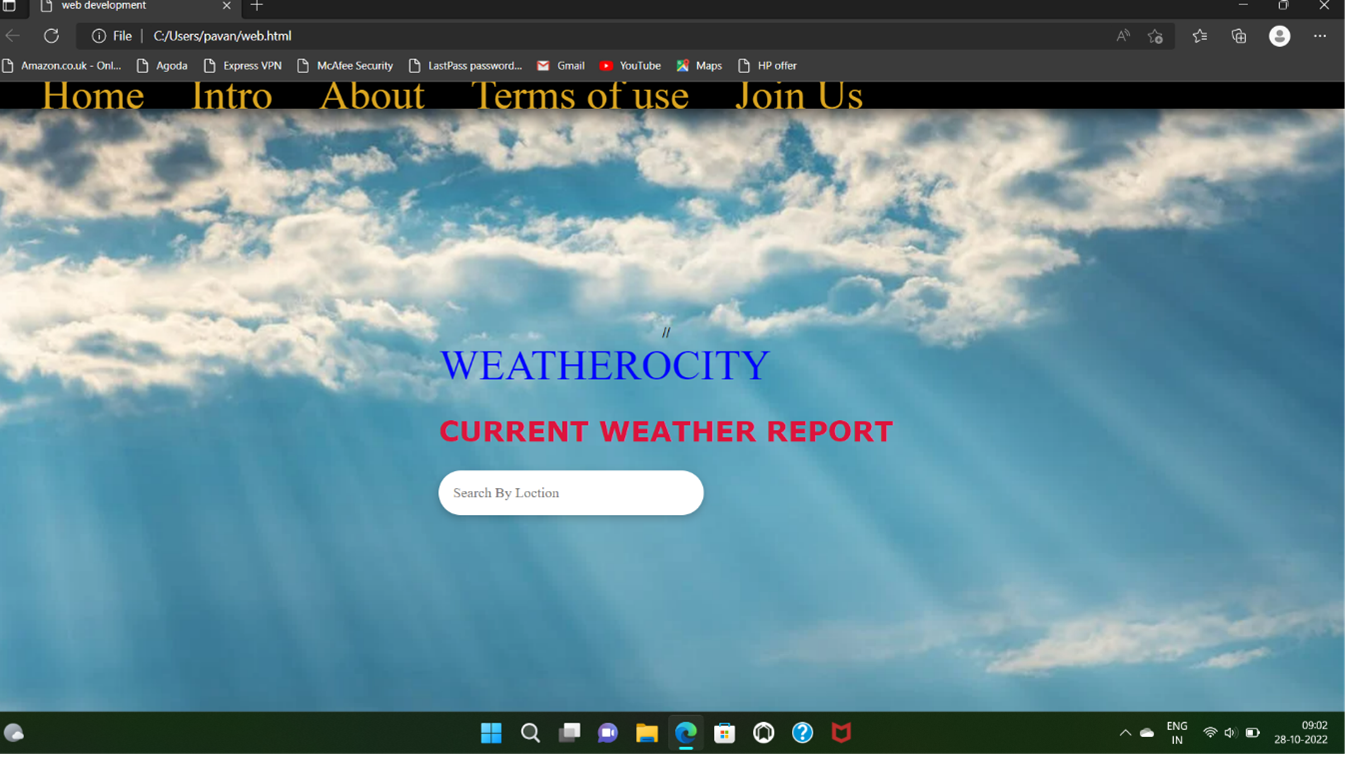 web development
File | C:/Users/pavan/web.html
Amazon.co.uk - Onl... Agoda Express VPN McAfee Security LastPass password... Gmail YouTube Maps HP offer
Home Intro About Terms of use Join Us
//
WEATHEROCITY
CURRENT WEATHER REPORT
Search By Loction
ENG 09:02
IN 28-10-2022